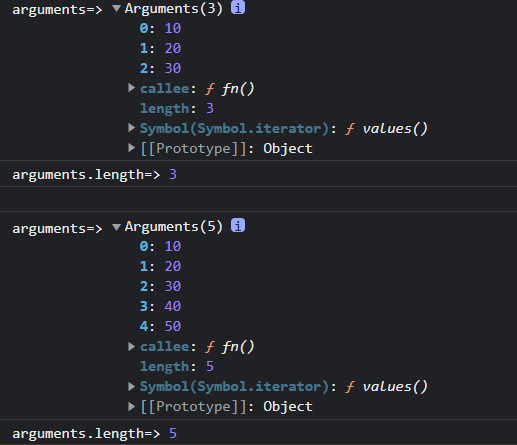 arguments=> ▼Arguments(3) i
0: 10
1: 20
2: 30
▶ callee: ƒ fn()
length: 3
▶ Symbol(Symbol.iterator): ƒ values()
▶ [[Prototype]]: Object
arguments.length=> 3
arguments=> ▼Arguments(5) i
0: 10
1: 20
2: 30
3: 40
4: 50
▶ callee: ƒ fn()
length: 5
▶ Symbol(Symbol.iterator): ƒ values()
▶ [[Prototype]]: Object
arguments.length=> 5